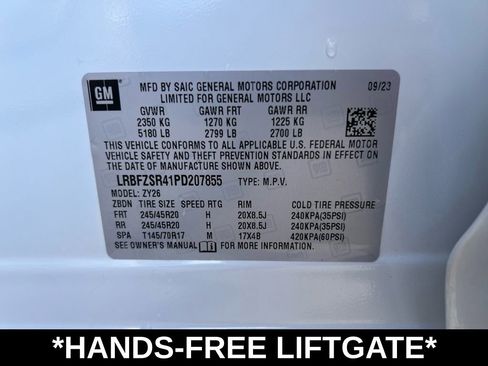 GM
MFD BY SAIC GENERAL MOTORS CORPORATION 09/23
LIMITED FOR GENERAL MOTORS LLC
GVWR GAWR FRT GAWR RR
2350 KG 1270 KG 1225 KG
5180 LB 2799 LB 2700 LB
THIS VEHICLE CONFORMS TO ALL APPLICABLE U.S. FEDERAL MOTOR
VEHICLE SAFETY, BUMPER, AND THEFT PREVENTION STANDARDS IN
EFFECT ON THE DATE OF MANUFACTURE SHOWN ABOVE.
LRBFZSR41PD207855 TYPE: M.P.V.
MODEL: ZY26
ZBDN TIRE SIZE SPEED RTG RIM COLD TIRE PRESSURE
FRT 245/45R20 H 20X8.5J 240KPA(35PSI)
RR 245/45R20 H 20X8.5J 240KPA(35PSI)
SPA T145/70R17 M 17X4B 420KPA(60PSI)
SEE OWNER'S MANUAL FOR MORE INFORMATION
*HANDS-FREE LIFTGATE*